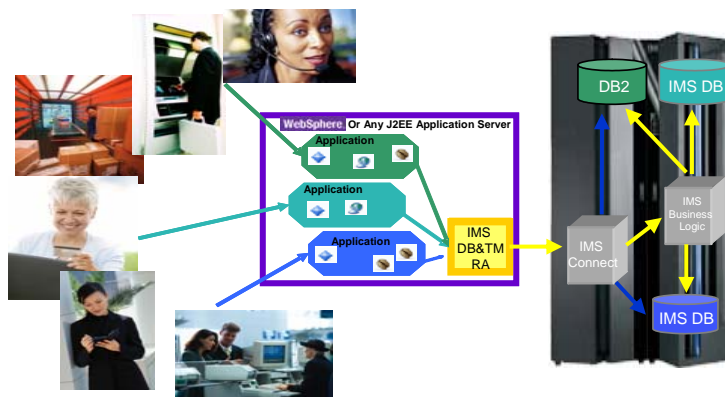 WebSphere. Or Any J2EE Application Server
Application
Application
Application
IMS
DB&TM
RA
DB2
IMS DB
IMS
Business
Logic
IMS
Connect
IMS DB